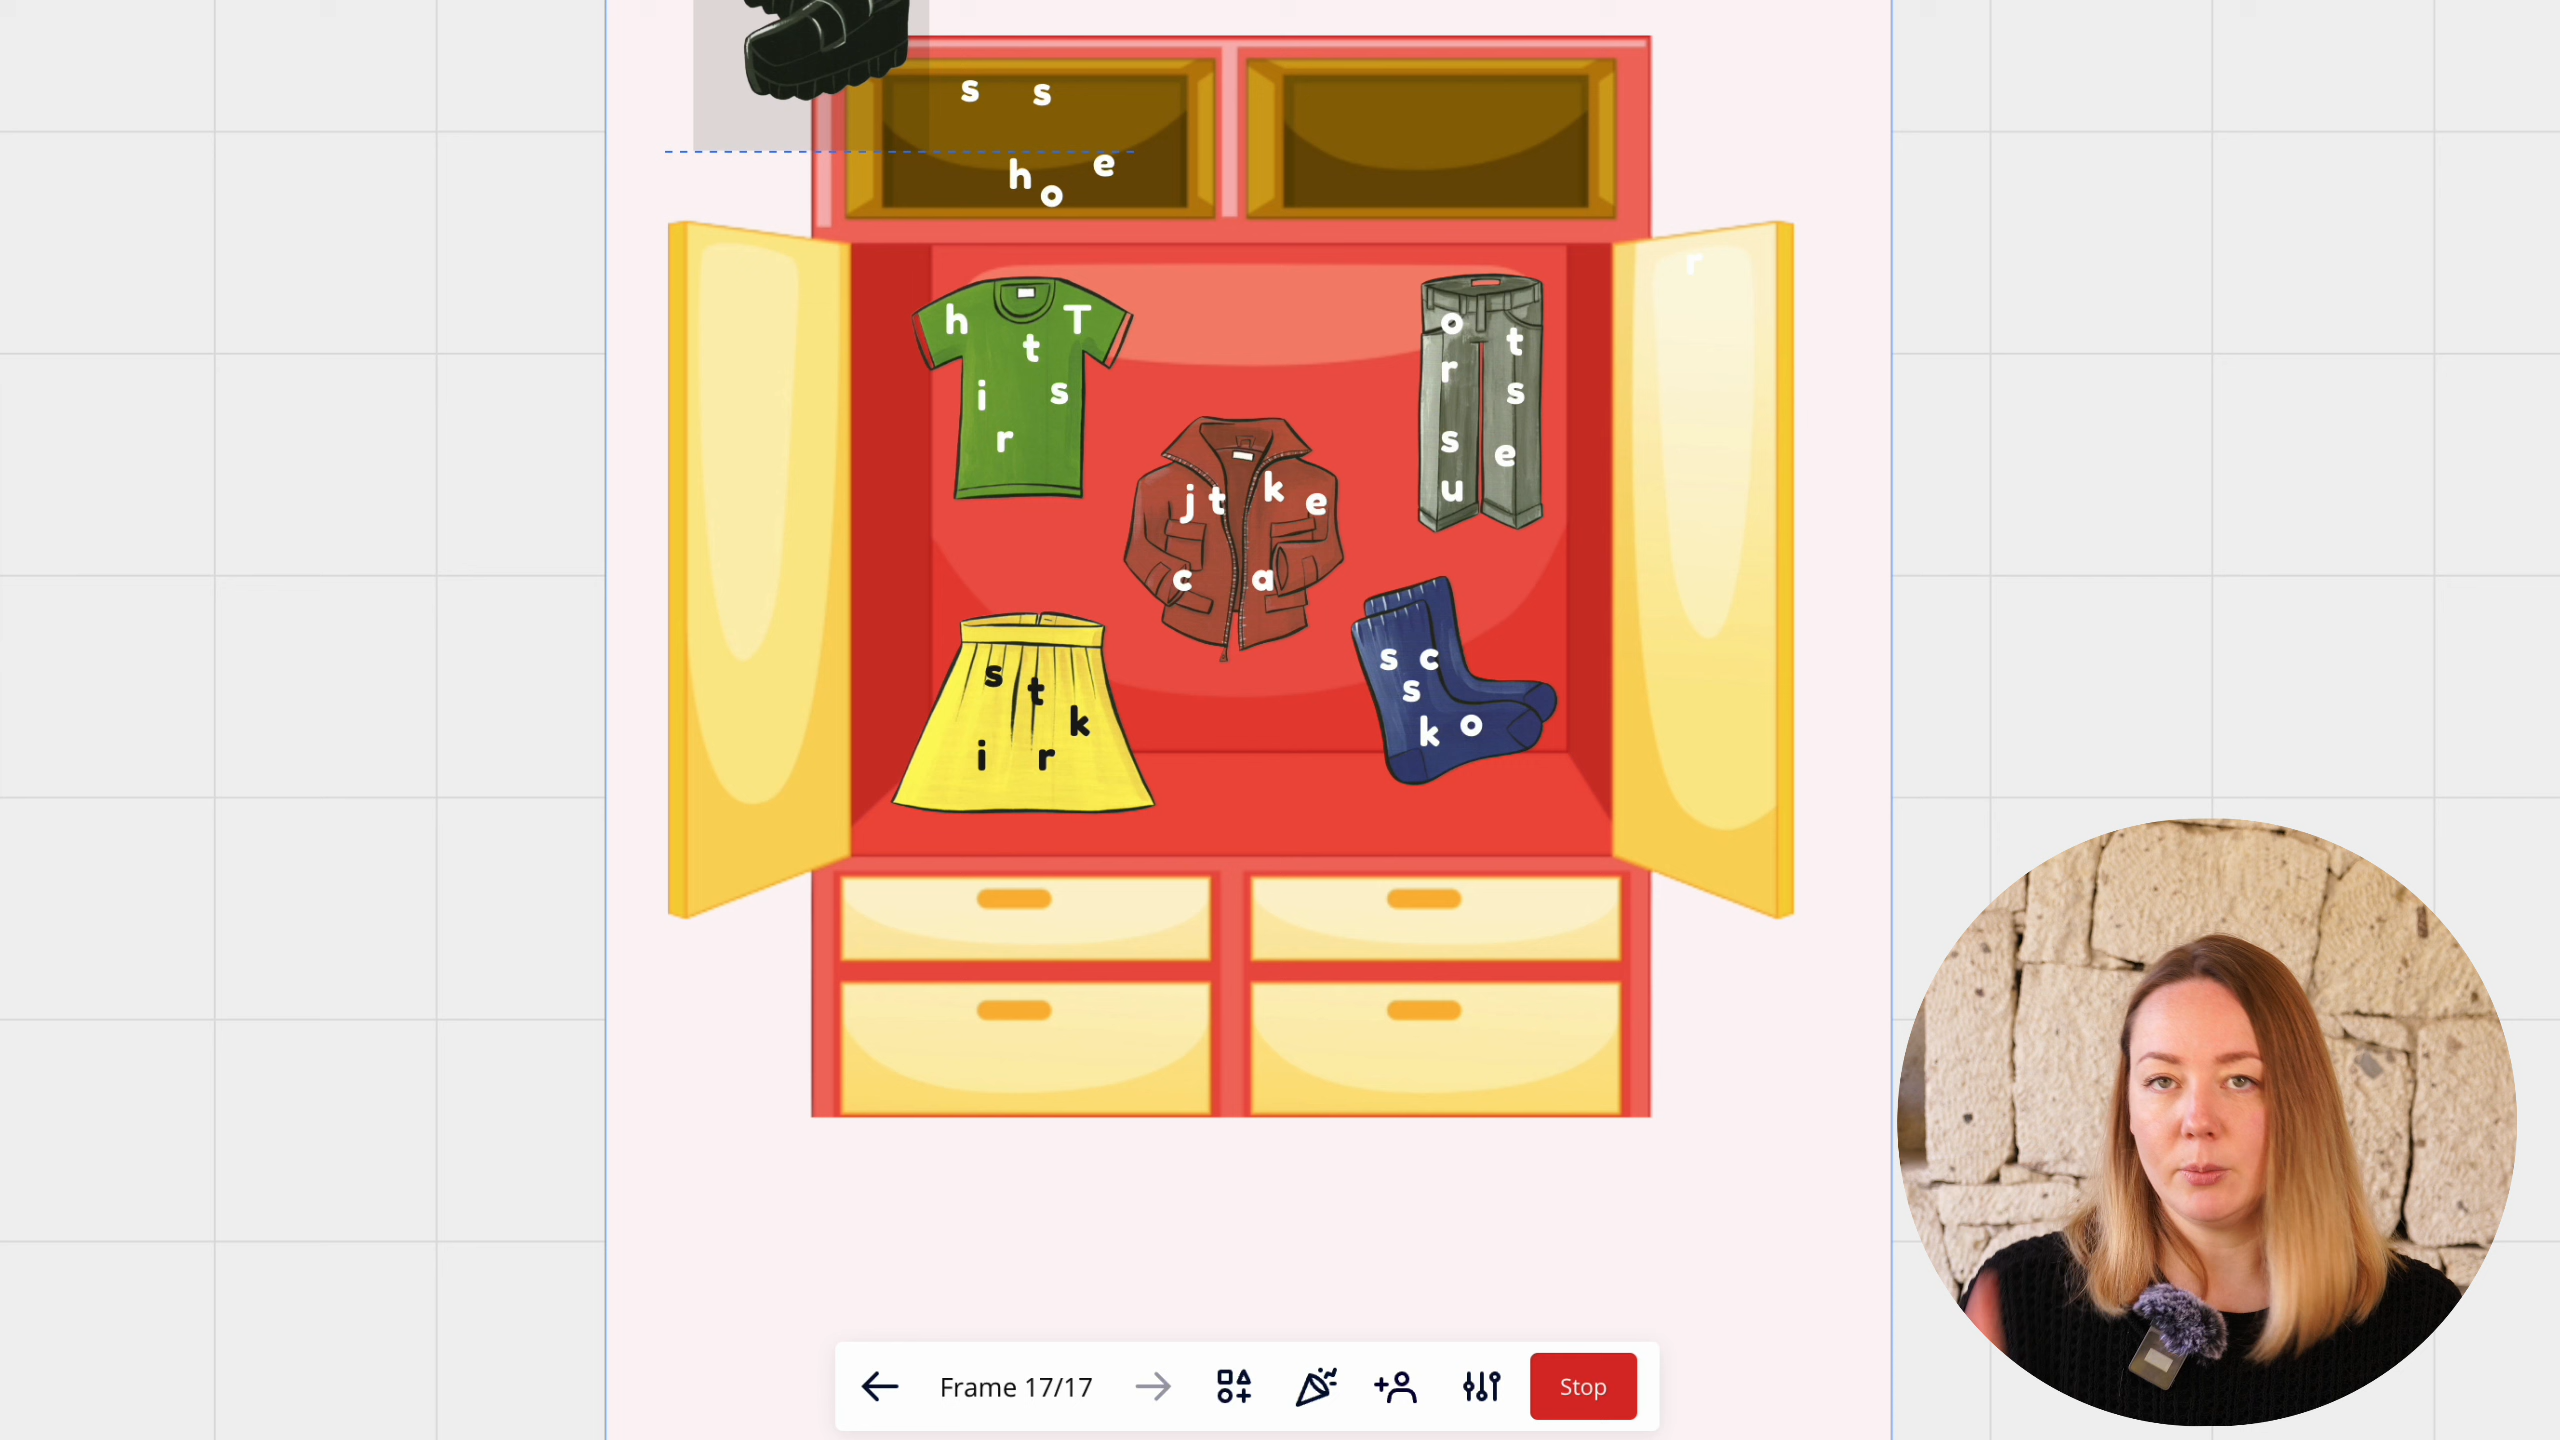 s s
h o e
r
h t T
i s
r
o t
r s
s e
u
j t k e
c a
s t k
i r
s c
s
k o
Frame 17/17
Stop